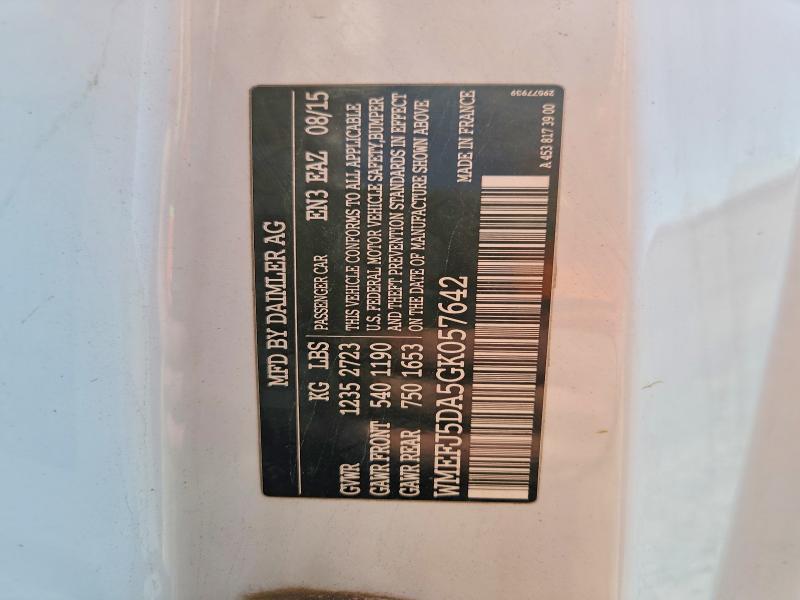 MFD BY DAIMLER AG
KG LBS PASSENGER CAR EN3 EAZ 08/15
GVWR 1235 2723 THIS VEHICLE CONFORMS TO ALL APPLICABLE
GAWR FRONT 540 1190 U.S. FEDERAL MOTOR VEHICLE SAFETY,BUMPER
AND THEFT PREVENTION STANDARDS IN EFFECT
GAWR REAR 750 1653 ON THE DATE OF MANUFACTURE SHOWN ABOVE
WMEFJ5DA5GK057642 MADE IN FRANCE
29577939
A 453 817 39 00